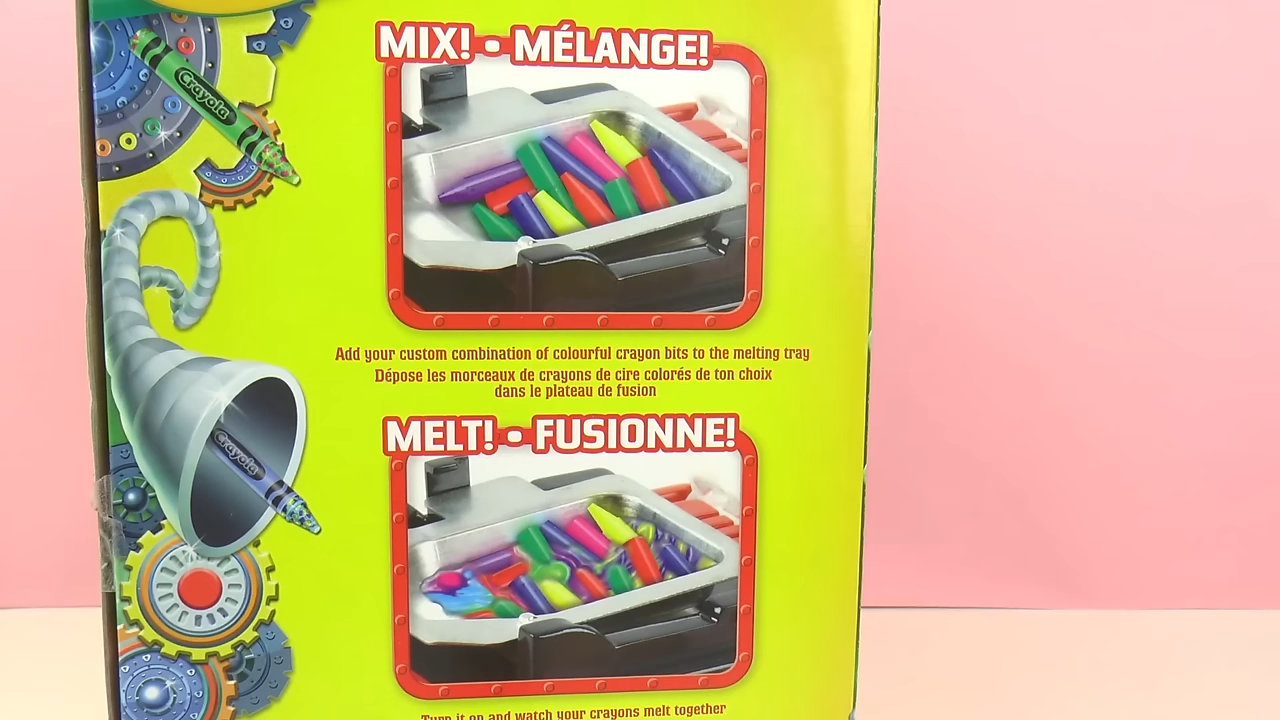 Crayola
MIX! • MÉLANGE!
Add your custom combination of colourful crayon bits to the melting tray
Dépose les morceaux de crayons de cire colorés de ton choix
dans le plateau de fusion
MELT! • FUSIONNE!
Crayola
Turn it on and watch your crayons melt together